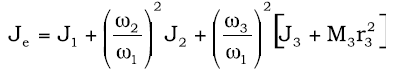 J_e = J_1 + (ω_2/ω_1)^2 J_2 + (ω_3/ω_1)^2 [J_3 + M_3 r_3^2]